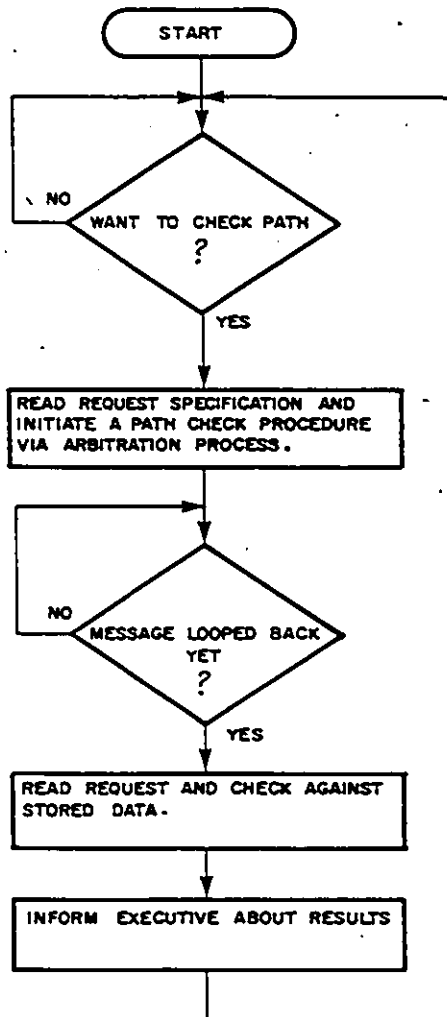 START
NO
WANT TO CHECK PATH
?
YES
READ REQUEST SPECIFICATION AND
INITIATE A PATH CHECK PROCEDURE
VIA ARBITRATION PROCESS.
NO
MESSAGE LOOPED BACK
YET
?
YES
READ REQUEST AND CHECK AGAINST
STORED DATA.
INFORM EXECUTIVE ABOUT RESULTS